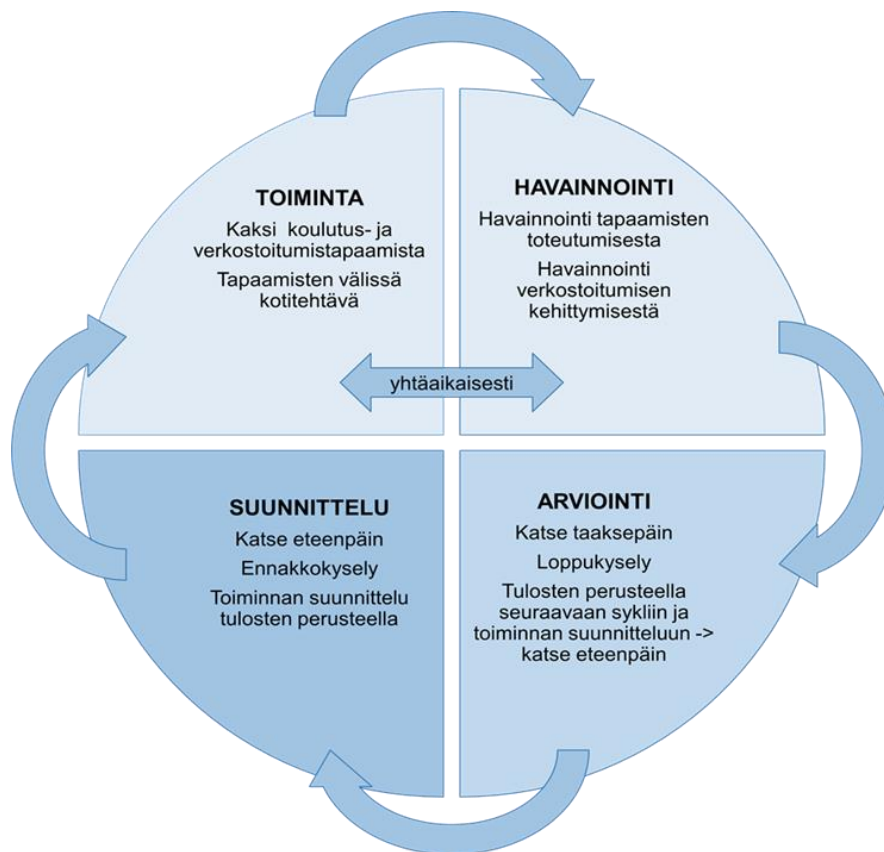 TOIMINTA
Kaksi koulutus- ja
verkostoitumistapaamista
Tapaamisten välissä
kotitehtävä
HAVAINNOINTI
Havainnointi tapaamisten
toteutumisesta
Havainnointi
verkostoitumisen
kehittymisestä
yhtäaikaisesti
SUUNNITTELU
Katse eteenpäin
Ennakkokysely
Toiminnan suunnittelu
tulosten perusteella
ARVIOINTI
Katse taaksepäin
Loppukysely
Tulosten perusteella
seuraavaan sykliin ja
toiminnan suunnitteluun ->
katse eteenpäin